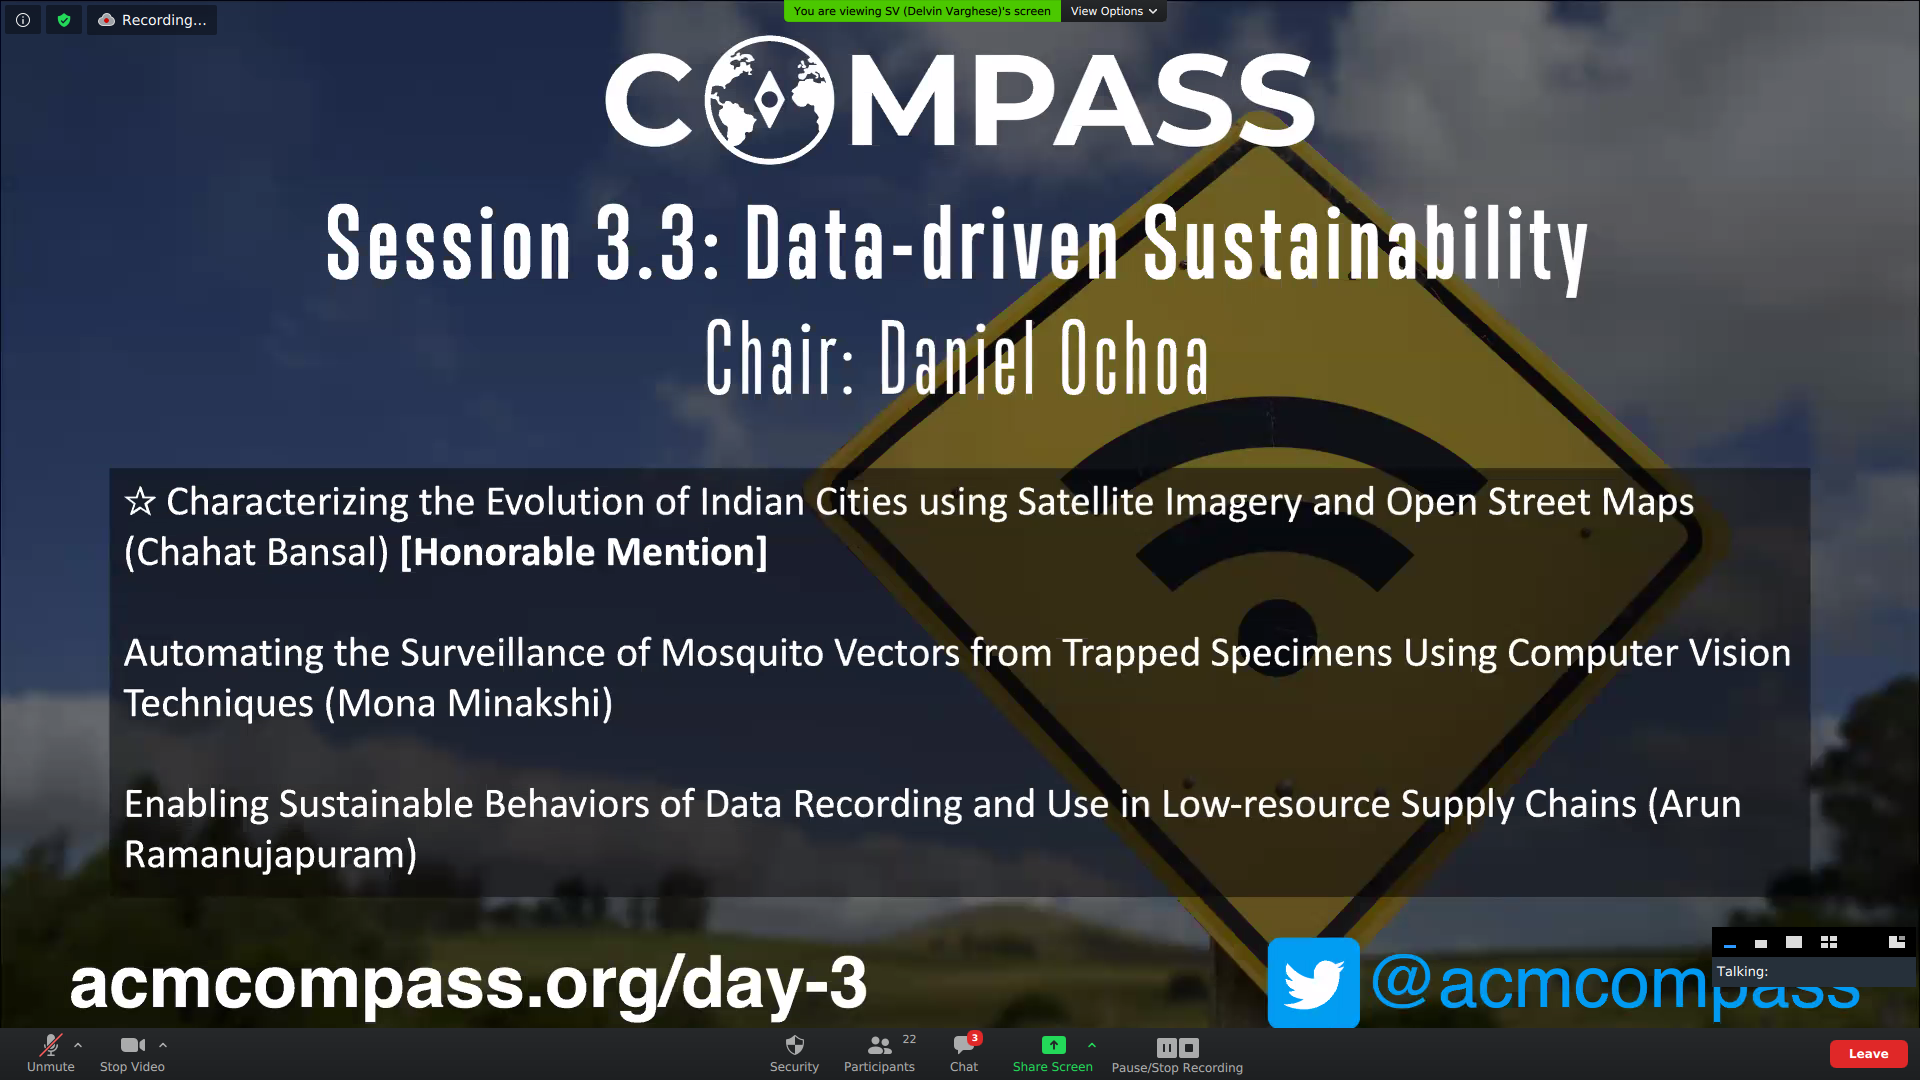 Recording...
You are viewing SV (Delvin Varghese)'s screen
View Options
COMPASS
Session 3.3: Data-driven Sustainability
Chair: Daniel Ochoa
☆ Characterizing the Evolution of Indian Cities using Satellite Imagery and Open Street Maps
(Chahat Bansal) [Honorable Mention]
Automating the Surveillance of Mosquito Vectors from Trapped Specimens Using Computer Vision
Techniques (Mona Minakshi)
Enabling Sustainable Behaviors of Data Recording and Use in Low-resource Supply Chains (Arun
Ramanujapuram)
acmcompass.org/day-3
@acmcompass
Talking:
Unmute
Stop Video
Security
Participants
22
Chat
3
Share Screen
Pause/Stop Recording
Leave